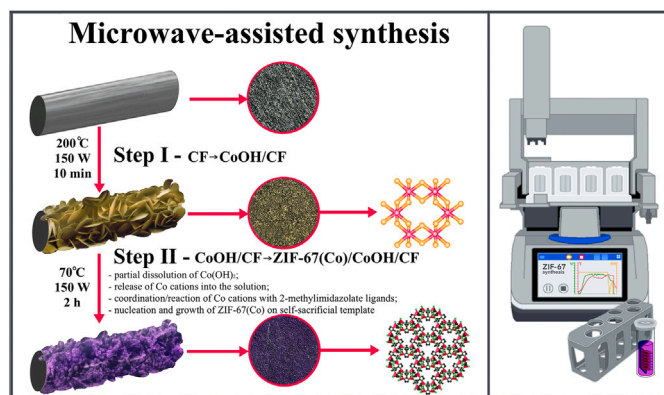 Microwave-assisted synthesis
200°C
150 W
10 min
Step I - CF→CoOH/CF
Step II - CoOH/CF→ZIF-67(Co)/CoOH/CF
70°C
150 W
2 h
- partial dissolution of Co(OH)₂;
- release of Co cations into the solution;
- coordination/reaction of Co cations with 2-methylimidazolate ligands;
- nucleation and growth of ZIF-67(Co) on self-sacrificial template
ZIF-67
synthesis